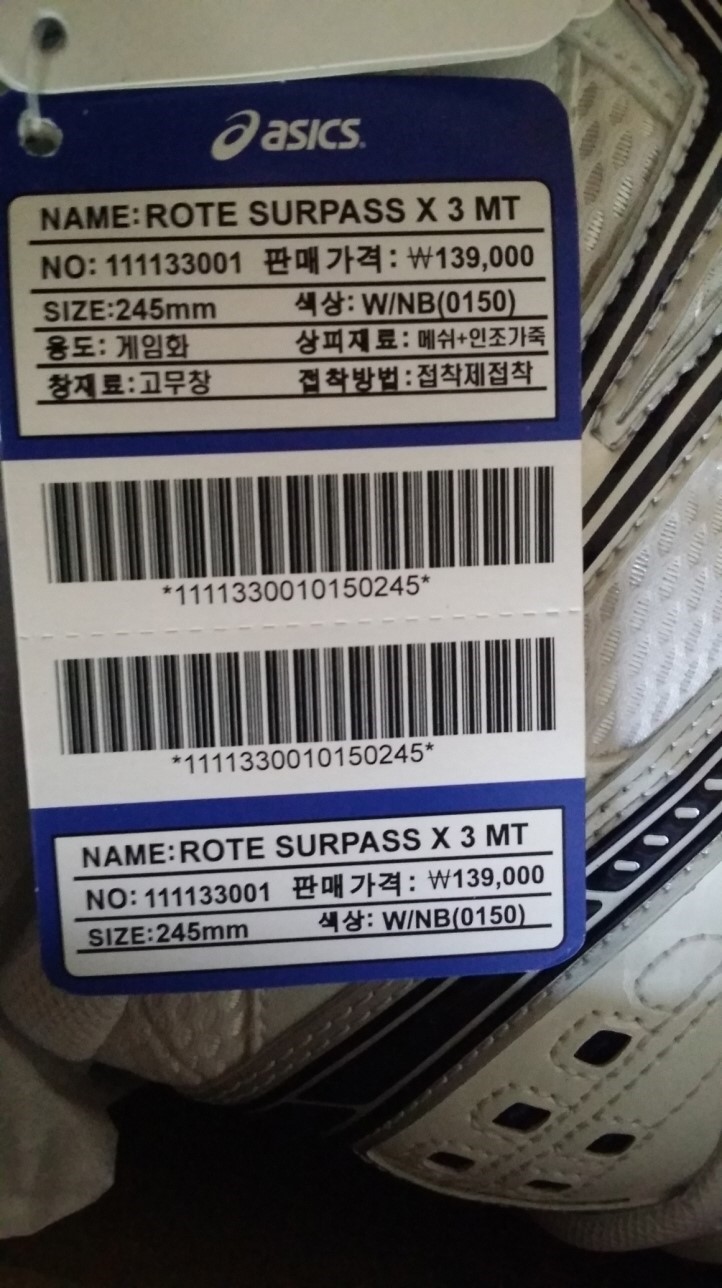 asics
NAME:ROTE SURPASS X 3 MT
NO: 111133001 판매가격: ₩139,000
SIZE:245mm 색상: W/NB(0150)
용도: 게임화 상피재료: 메쉬+인조가죽
창재료:고무창 접착방법:접착제접착
*1111330010150245*
*1111330010150245*
NAME:ROTE SURPASS X 3 MT
NO: 111133001 판매가격: ₩139,000
SIZE:245mm 색상: W/NB(0150)